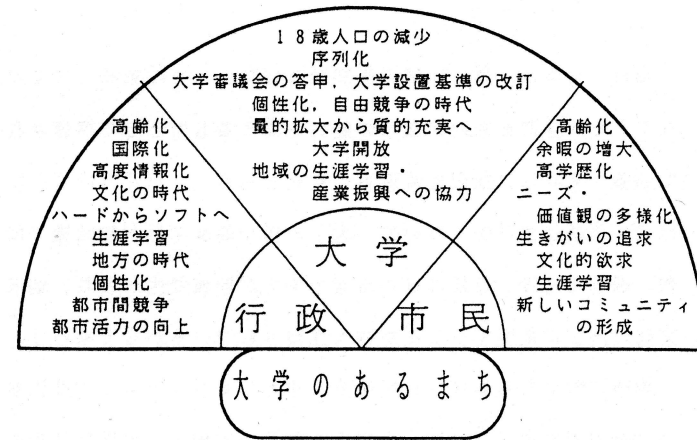 18歳人口の減少
序列化
大学審議会の答申，大学設置基準の改訂
個性化，自由競争の時代
量的拡大から質的充実へ
大学開放
地域の生涯学習・
産業振興への協力
高齢化
国際化
高度情報化
文化の時代
ハードからソフトへ
生涯学習
地方の時代
個性化
都市間競争
都市活力の向上
高齢化
余暇の増大
高学歴化
ニーズ・
価値観の多様化
生きがいの追求
文化的欲求
生涯学習
新しいコミュニティ
の形成
大学
行政
市民
大学のあるまち